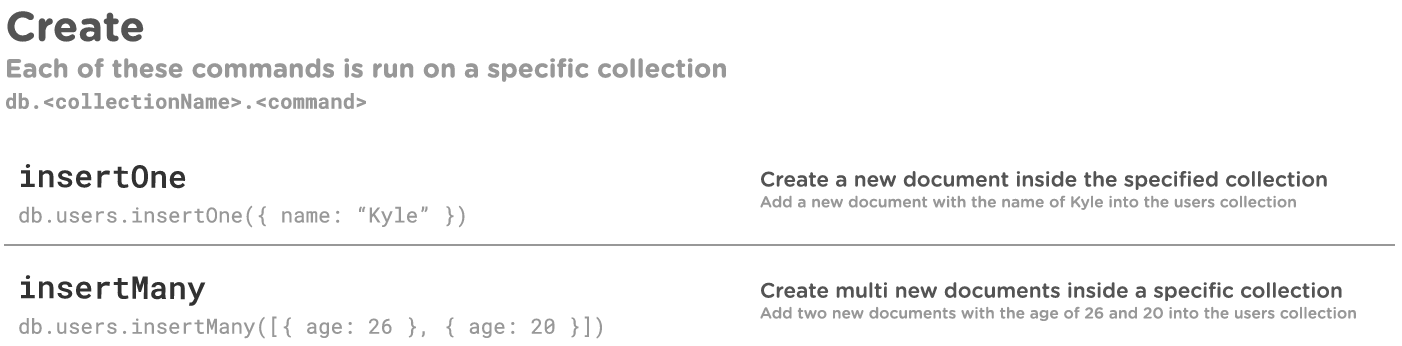 Create
Each of these commands is run on a specific collection
db.<collectionName>.<command>
insertOne
db.users.insertOne({ name: “Kyle” })
Create a new document inside the specified collection
Add a new document with the name of Kyle into the users collection
insertMany
db.users.insertMany([{ age: 26 }, { age: 20 }])
Create multi new documents inside a specific collection
Add two new documents with the age of 26 and 20 into the users collection